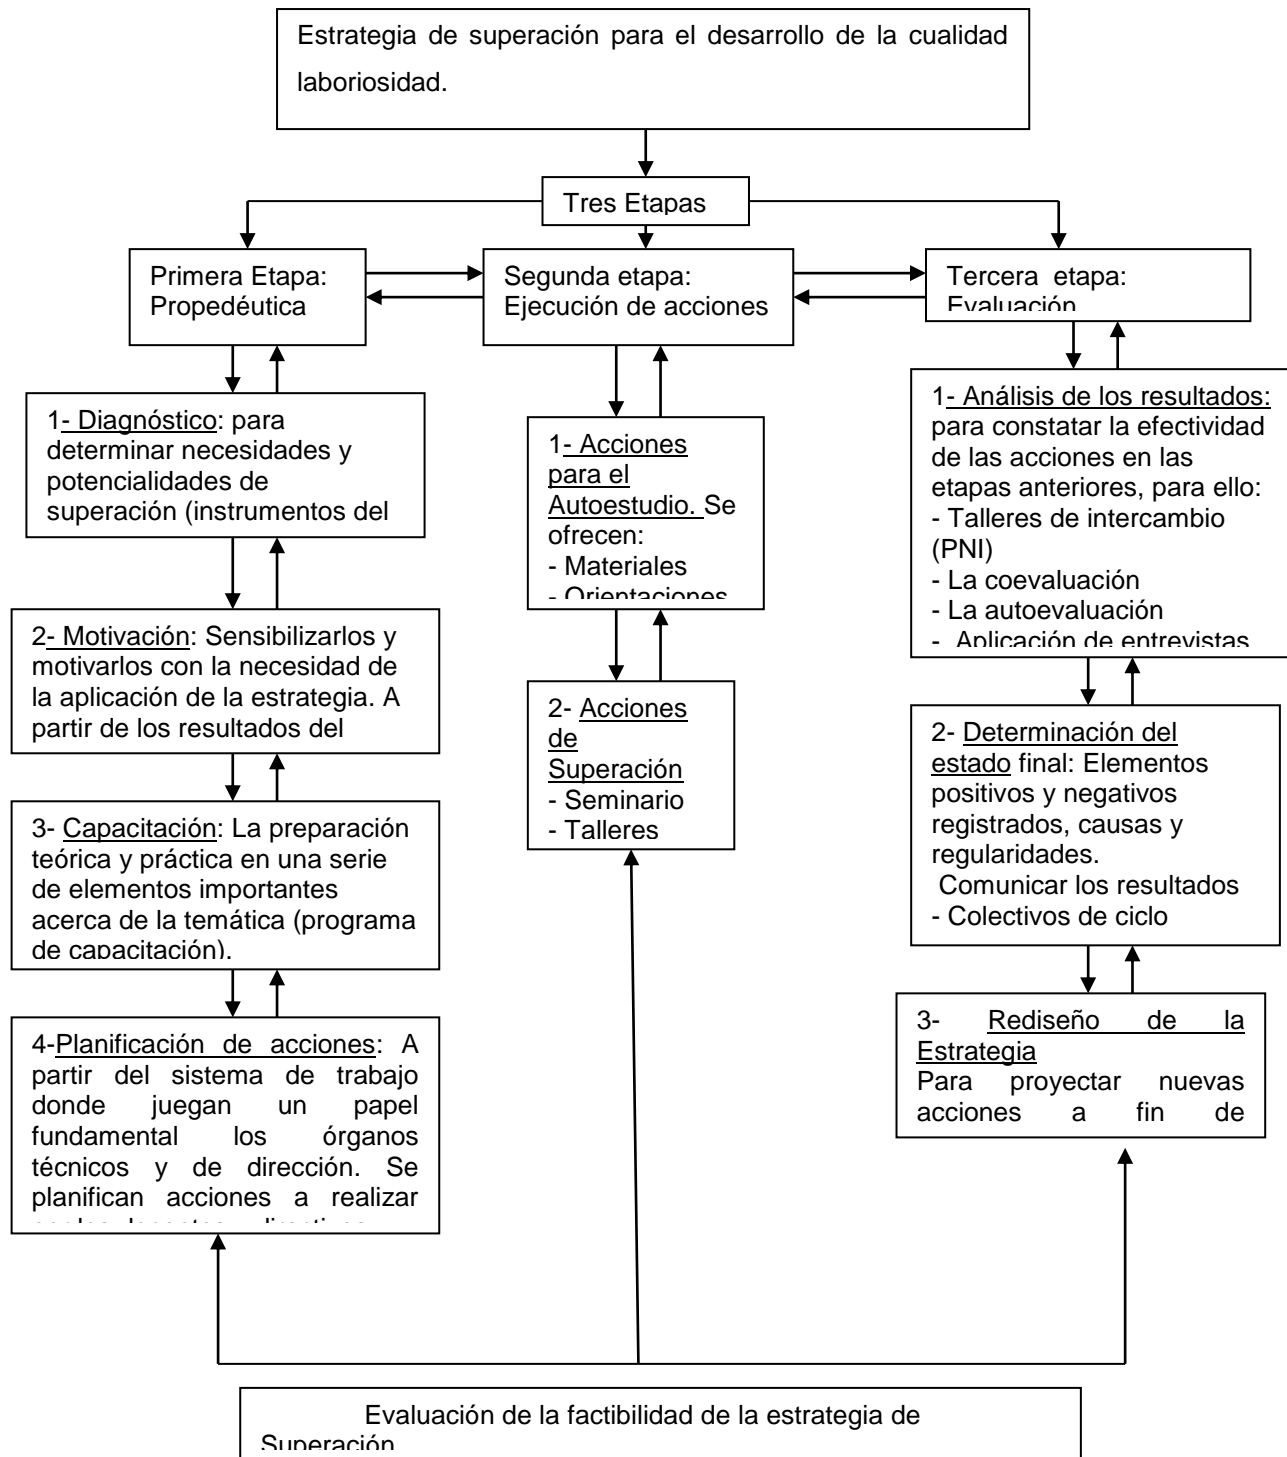 Estrategia de superación para el desarrollo de la cualidad
laboriosidad.
Tres Etapas
Primera Etapa:
Propedéutica
Segunda etapa:
Ejecución de acciones
Tercera etapa:
Evaluación
1- Diagnóstico: para
determinar necesidades y
potencialidades de
superación (instrumentos del
2- Motivación: Sensibilizarlos y
motivarlos con la necesidad de
la aplicación de la estrategia. A
partir de los resultados del
3- Capacitación: La preparación
teórica y práctica en una serie
de elementos importantes
acerca de la temática (programa
de capacitación).
4-Planificación de acciones: A
partir del sistema de trabajo
donde juegan un papel
fundamental los órganos
técnicos y de dirección. Se
planifican acciones a realizar
1- Acciones
para el
Autoestudio. Se
ofrecen:
- Materiales
- Orientaciones
2- Acciones
de
Superación
- Seminario
- Talleres
1- Análisis de los resultados:
para constatar la efectividad
de las acciones en las
etapas anteriores, para ello:
- Talleres de intercambio
(PNI)
- La coevaluación
- La autoevaluación
- Aplicación de entrevistas
2- Determinación del
estado final: Elementos
positivos y negativos
registrados, causas y
regularidades.
Comunicar los resultados
- Colectivos de ciclo
3- Rediseño de la
Estrategia
Para proyectar nuevas
acciones a fin de
Evaluación de la factibilidad de la estrategia de
Superación